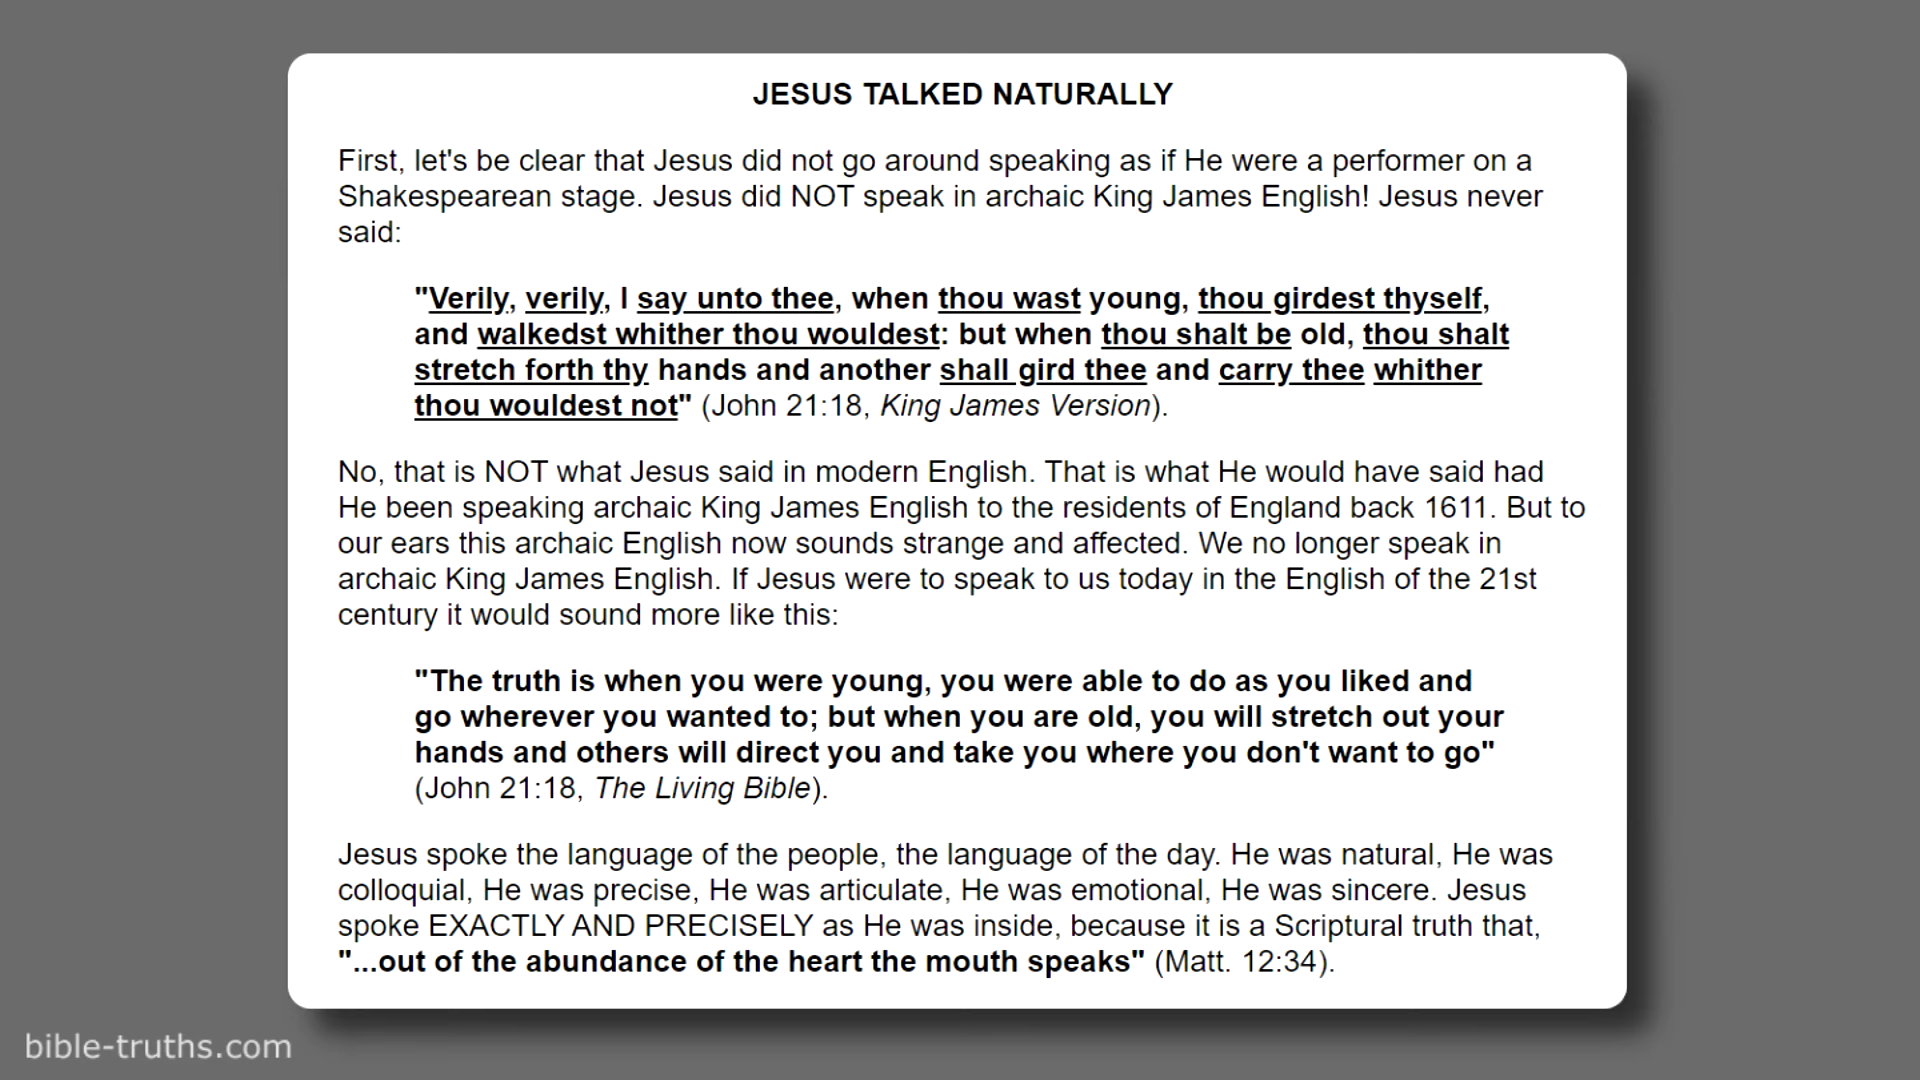 JESUS TALKED NATURALLY
First, let's be clear that Jesus did not go around speaking as if He were a performer on a
Shakespearean stage. Jesus did NOT speak in archaic King James English! Jesus never
said:
"Verily, verily, I say unto thee, when thou wast young, thou girdest thyself,
and walkedst whither thou wouldest: but when thou shalt be old, thou shalt
stretch forth thy hands and another shall gird thee and carry thee whither
thou wouldest not" (John 21:18, King James Version).
No, that is NOT what Jesus said in modern English. That is what He would have said had
He been speaking archaic King James English to the residents of England back 1611. But to
our ears this archaic English now sounds strange and affected. We no longer speak in
archaic King James English. If Jesus were to speak to us today in the English of the 21st
century it would sound more like this:
"The truth is when you were young, you were able to do as you liked and
go wherever you wanted to; but when you are old, you will stretch out your
hands and others will direct you and take you where you don't want to go"
(John 21:18, The Living Bible).
Jesus spoke the language of the people, the language of the day. He was natural, He was
colloquial, He was precise, He was articulate, He was emotional, He was sincere. Jesus
spoke EXACTLY AND PRECISELY as He was inside, because it is a Scriptural truth that,
"...out of the abundance of the heart the mouth speaks" (Matt. 12:34).
bible-truths.com